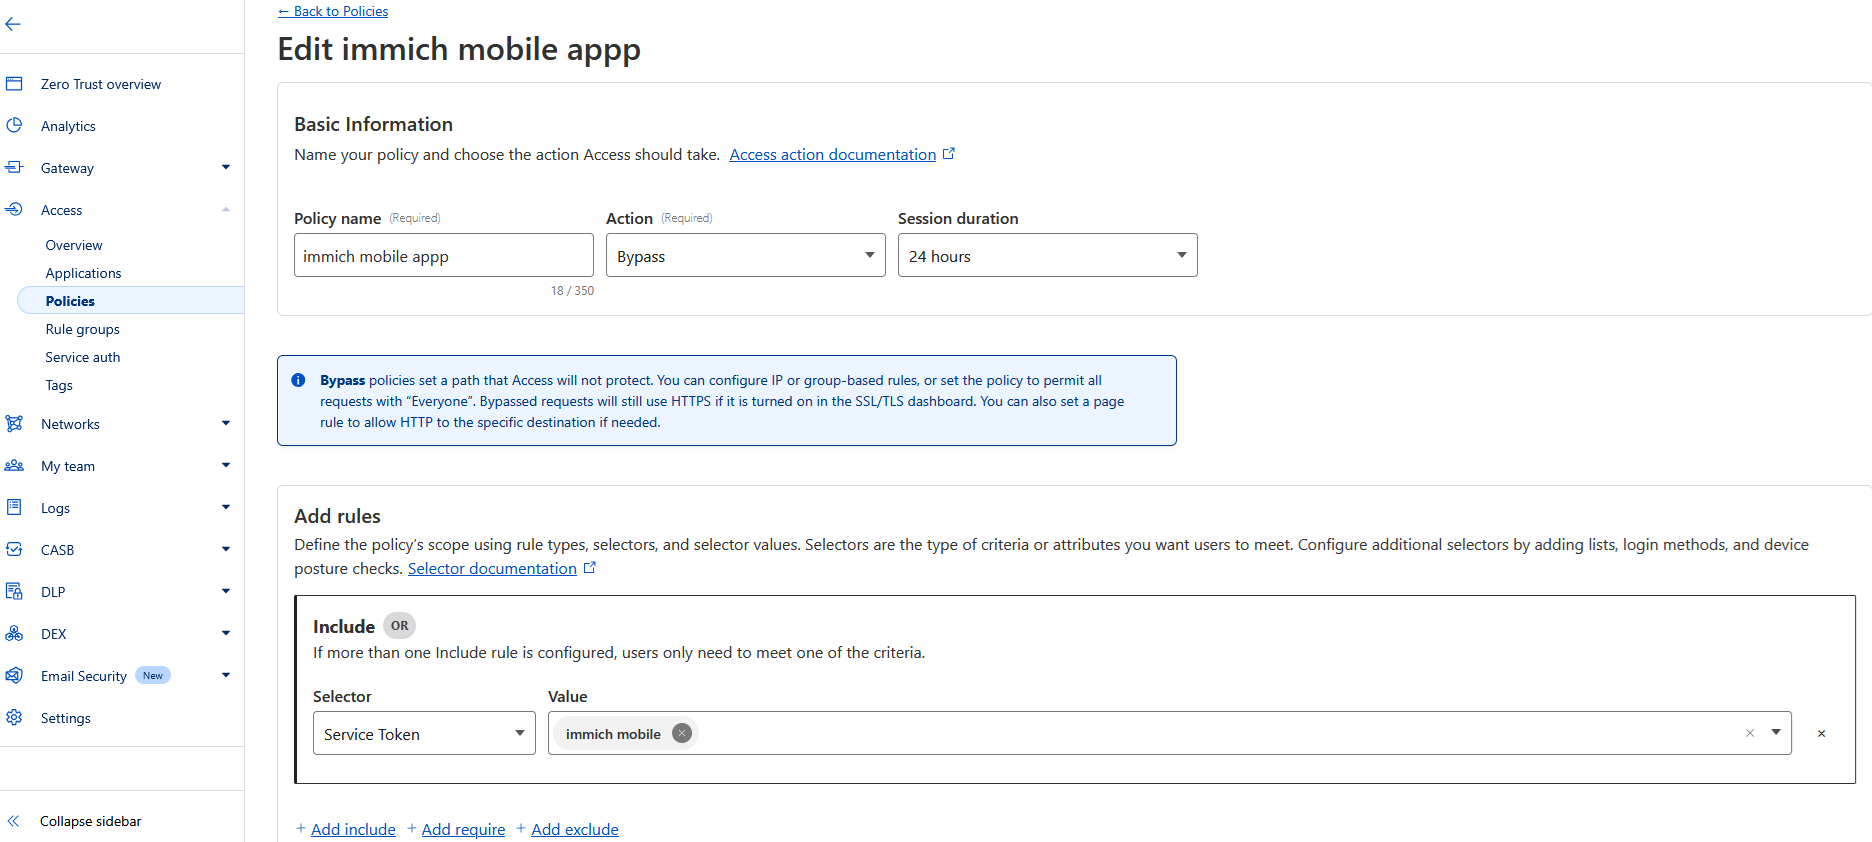 ← Back to Policies
Edit immich mobile appp
Zero Trust overview
Analytics
Gateway
Access
Overview
Applications
Policies
Rule groups
Service auth
Tags
Networks
My team
Logs
CASB
DLP
DEX
Email Security New
Settings
Collapse sidebar
Basic Information
Name your policy and choose the action Access should take. Access action documentation
Policy name (Required)
Action (Required)
Session duration
immich mobile appp
Bypass
24 hours
18 / 350
Bypass policies set a path that Access will not protect. You can configure IP or group-based rules, or set the policy to permit all
requests with “Everyone”. Bypassed requests will still use HTTPS if it is turned on in the SSL/TLS dashboard. You can also set a page
rule to allow HTTP to the specific destination if needed.
Add rules
Define the policy’s scope using rule types, selectors, and selector values. Selectors are the type of criteria or attributes you want users to meet. Configure additional selectors by adding lists, login methods, and device
posture checks. Selector documentation
Include OR
If more than one Include rule is configured, users only need to meet one of the criteria.
Selector
Value
Service Token
immich mobile
+ Add include + Add require + Add exclude